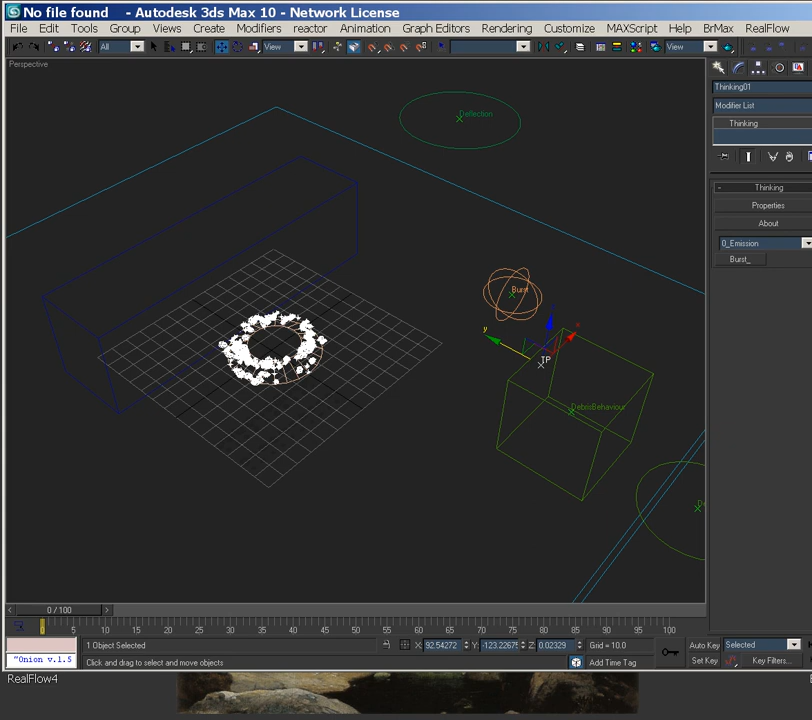 No file found    - Autodesk 3ds Max 10 - Network License
File Edit Tools Group Views Create Modifiers reactor Animation Graph Editors Rendering Customize MAXScript Help BrMax RealFlow
All View View
Perspective
Thinking01
Modifier List
Thinking
Thinking
Properties
About
0_Emission
Burst_
Deflection
Burst
z
x
y
TP
DebrisBehaviour
0 / 100
0 5 10 15 20 25 30 35 40 45 50 55 60 65 70 75 80 85 90 95 100
1 Object Selected X: 92.54272 Y: -123.22675 Z: 0.02329 Grid = 10.0 Auto Key Selected
"Onion v.1.5 Click and drag to select and move objects Add Time Tag Set Key Key Filters...
RealFlow4